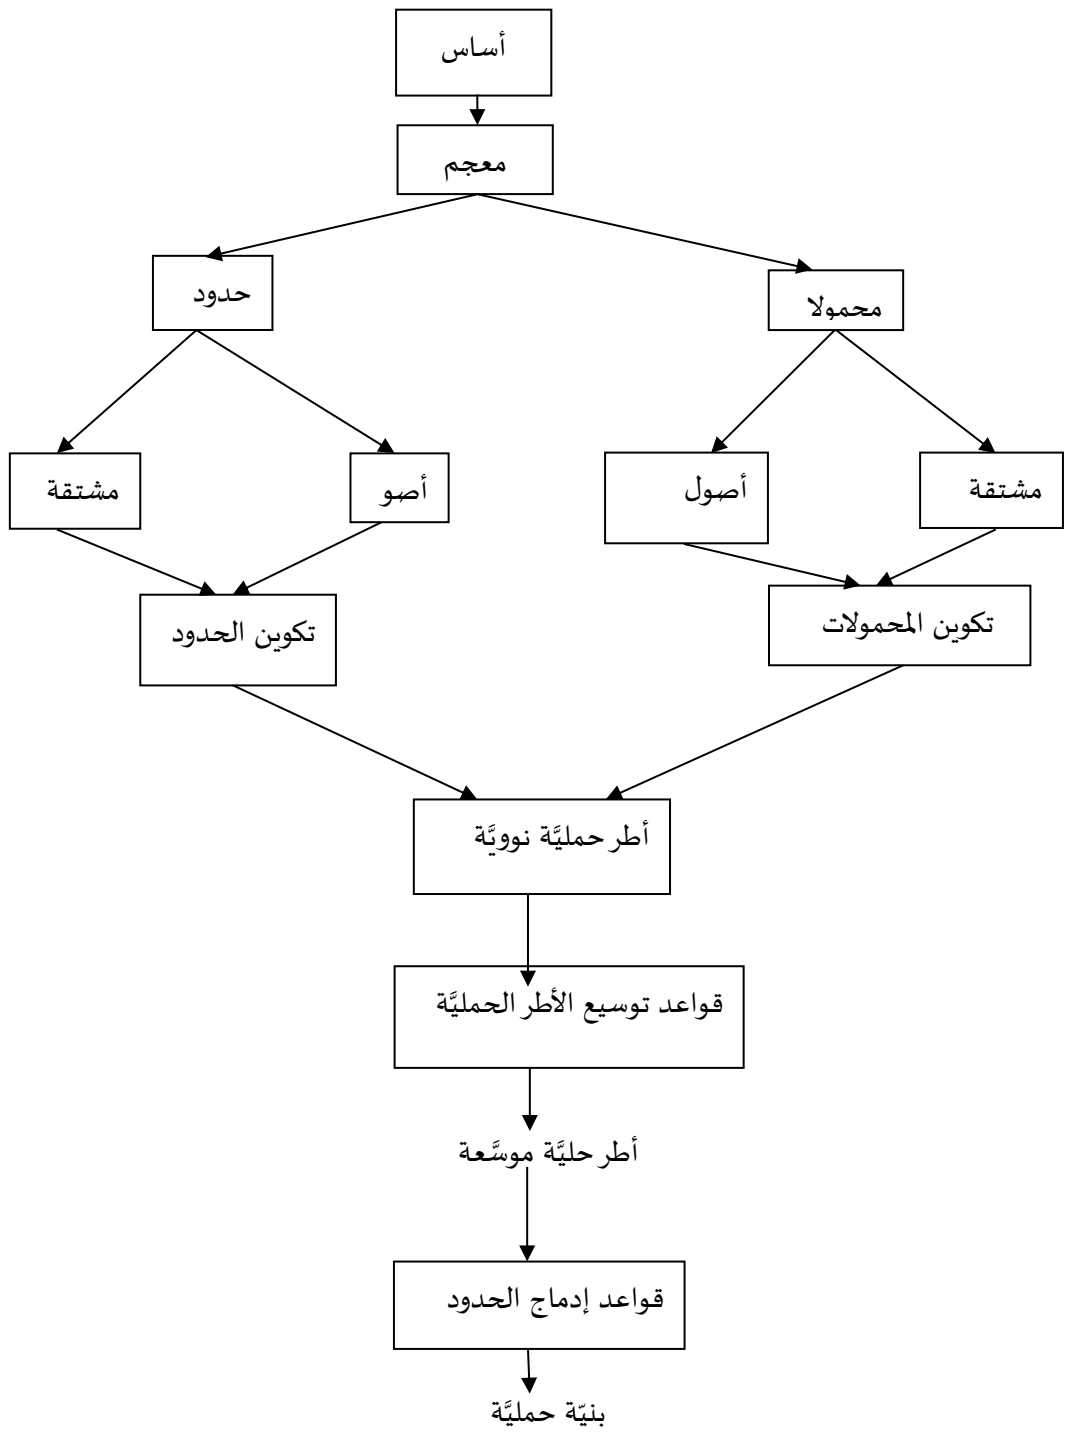 أساس
معجم
محمولا
حدود
مشتقة
أصول
أصو
مشتقة
تكوين المحمولات
تكوين الحدود
أطر حمليَّة نوويَّة
قواعد توسيع الأطر الحمليَّة
أطر حليَّة موسَّعة
قواعد إدماج الحدود
بنيّة حمليَّة